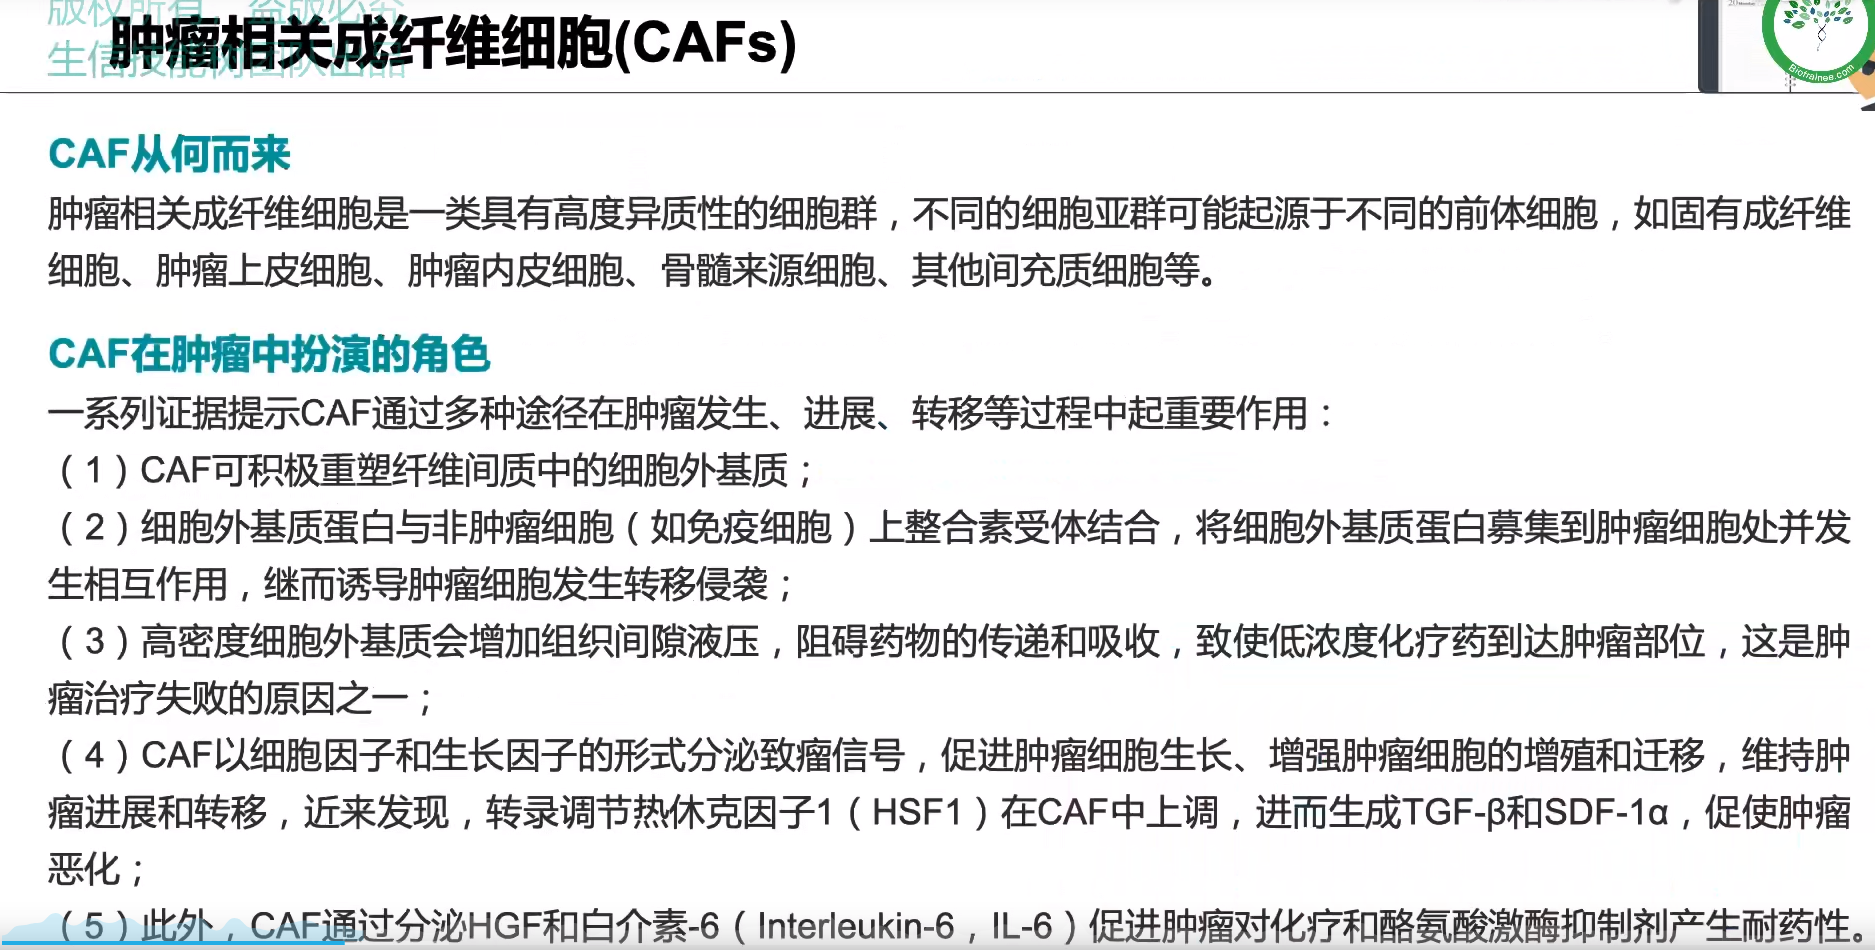 版权所有，盗版必究
生信技能树团队出品
肿瘤相关成纤维细胞(CAFs)
Biotrainee.com
CAF从何而来
肿瘤相关成纤维细胞是一类具有高度异质性的细胞群，不同的细胞亚群可能起源于不同的前体细胞，如固有成纤维
细胞、肿瘤上皮细胞、肿瘤内皮细胞、骨髓来源细胞、其他间充质细胞等。
CAF在肿瘤中扮演的角色
一系列证据提示CAF通过多种途径在肿瘤发生、进展、转移等过程中起重要作用：
（1）CAF可积极重塑纤维间质中的细胞外基质；
（2）细胞外基质蛋白与非肿瘤细胞（如免疫细胞）上整合素受体结合，将细胞外基质蛋白募集到肿瘤细胞处并发
生相互作用，继而诱导肿瘤细胞发生转移侵袭；
（3）高密度细胞外基质会增加组织间隙液压，阻碍药物的传递和吸收，致使低浓度化疗药到达肿瘤部位，这是肿
瘤治疗失败的原因之一；
（4）CAF以细胞因子和生长因子的形式分泌致瘤信号，促进肿瘤细胞生长、增强肿瘤细胞的增殖和迁移，维持肿
瘤进展和转移，近来发现，转录调节热休克因子1（HSF1）在CAF中上调，进而生成TGF-β和SDF-1α，促使肿瘤
恶化；
（5）此外，CAF通过分泌HGF和白介素-6（Interleukin-6，IL-6）促进肿瘤对化疗和酪氨酸激酶抑制剂产生耐药性。